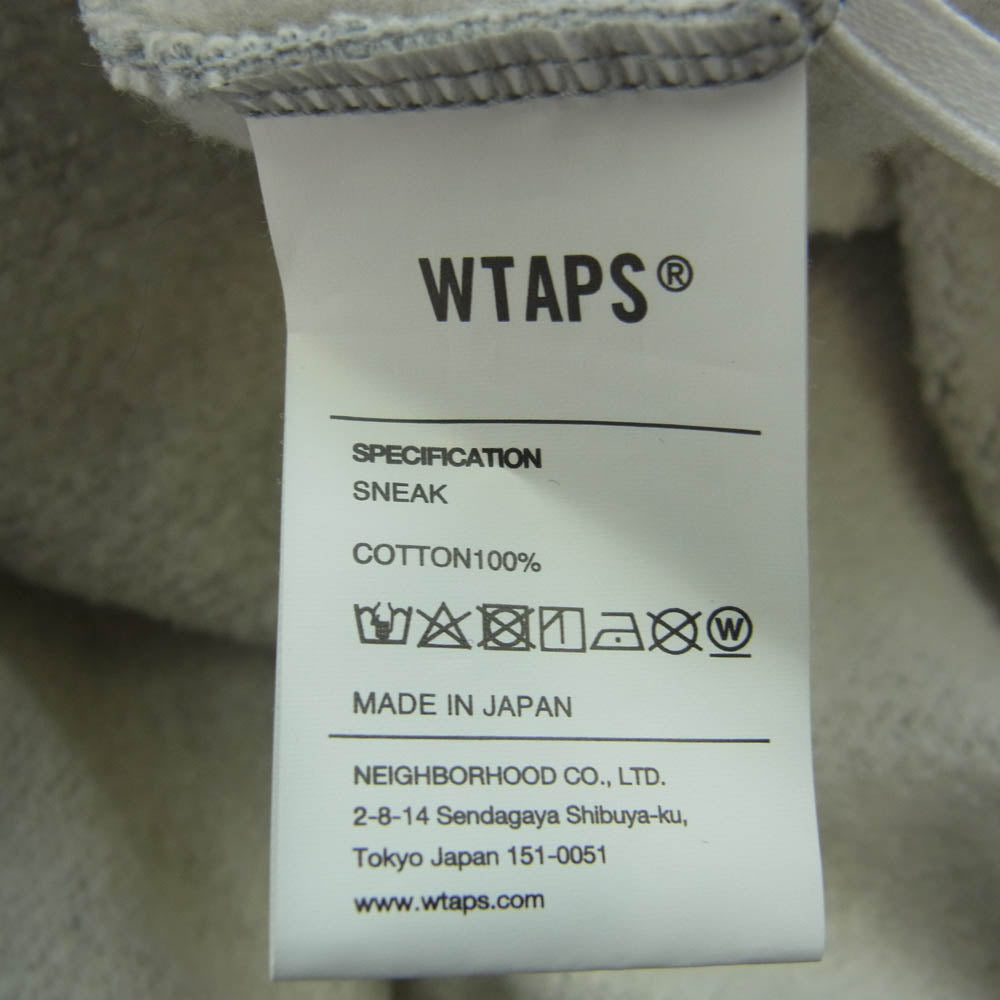 WTAPS®
SPECIFICATION
SNEAK
COTTON100%
W
MADE IN JAPAN
NEIGHBORHOOD CO., LTD.
2-8-14 Sendagaya Shibuya-ku,
Tokyo Japan 151-0051
www.wtaps.com